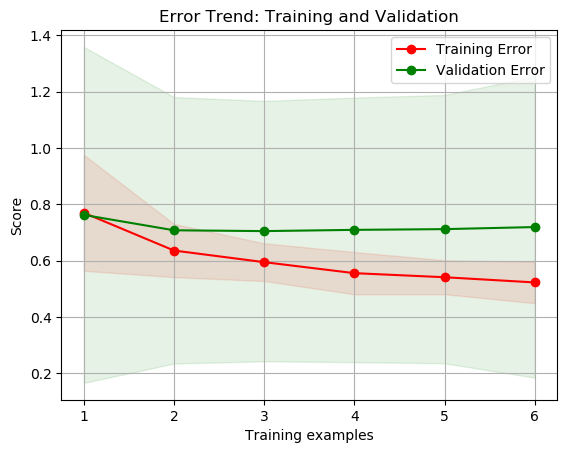 Error Trend: Training and Validation
1.4
1.2
1.0
0.8
0.6
0.4
0.2
Score
Training Error
Validation Error
1 2 3 4 5 6
Training examples